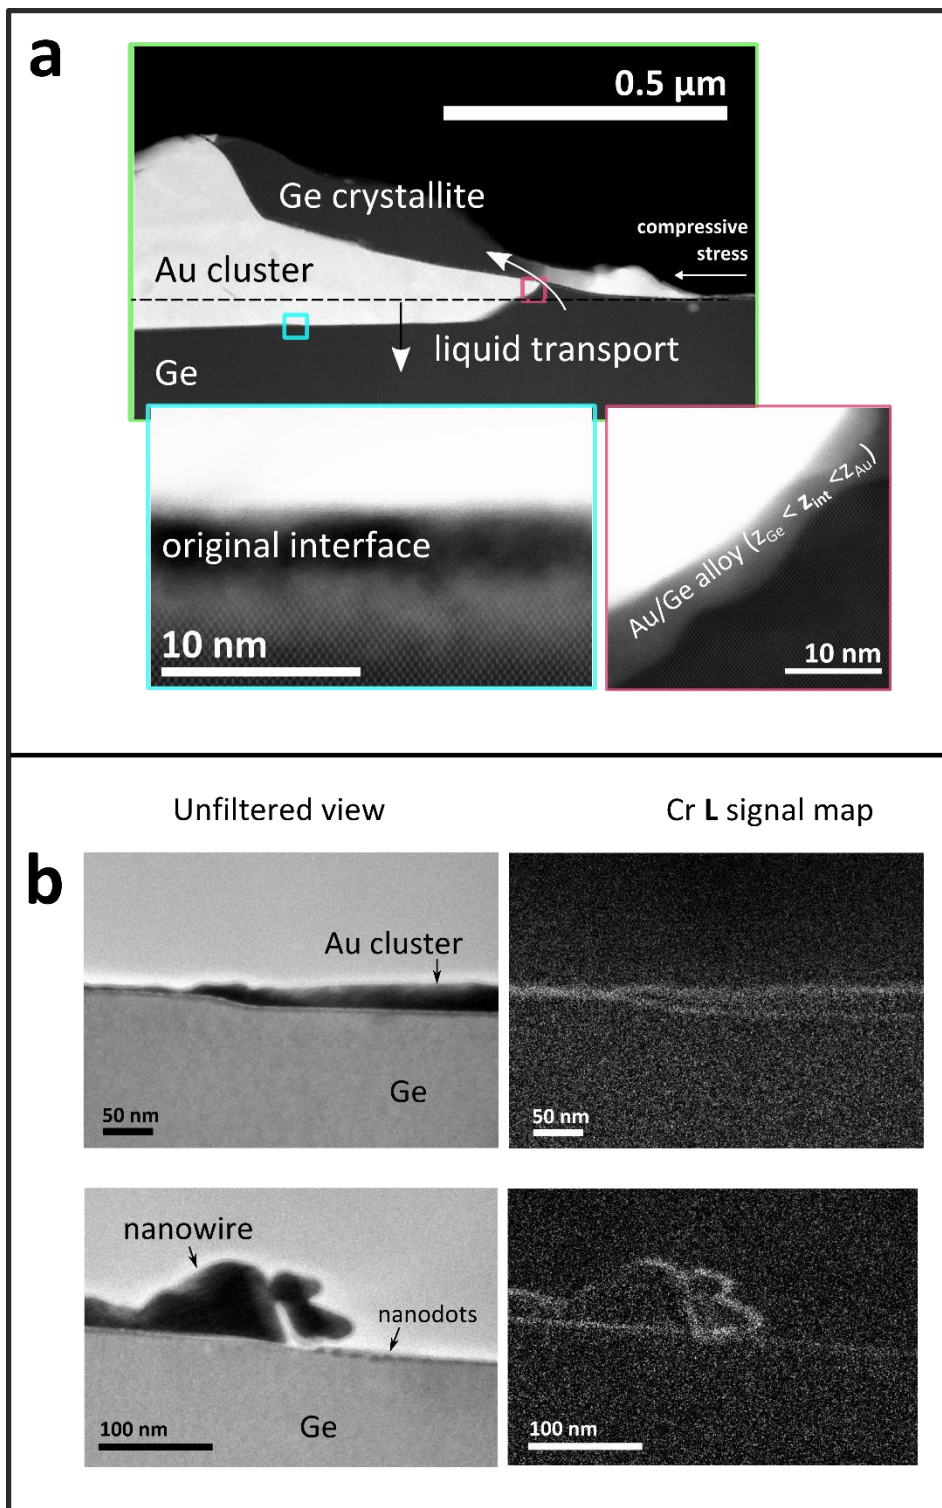 a
0.5 µm
Ge crystallite
compressive
stress
Au cluster
liquid transport
Ge
original interface
10 nm
Au/Ge alloy (zGe < zint <zAu)
10 nm
Unfiltered view
Cr L signal map
b
Au cluster
Ge
50 nm
50 nm
nanowire
nanodots
Ge
100 nm
100 nm